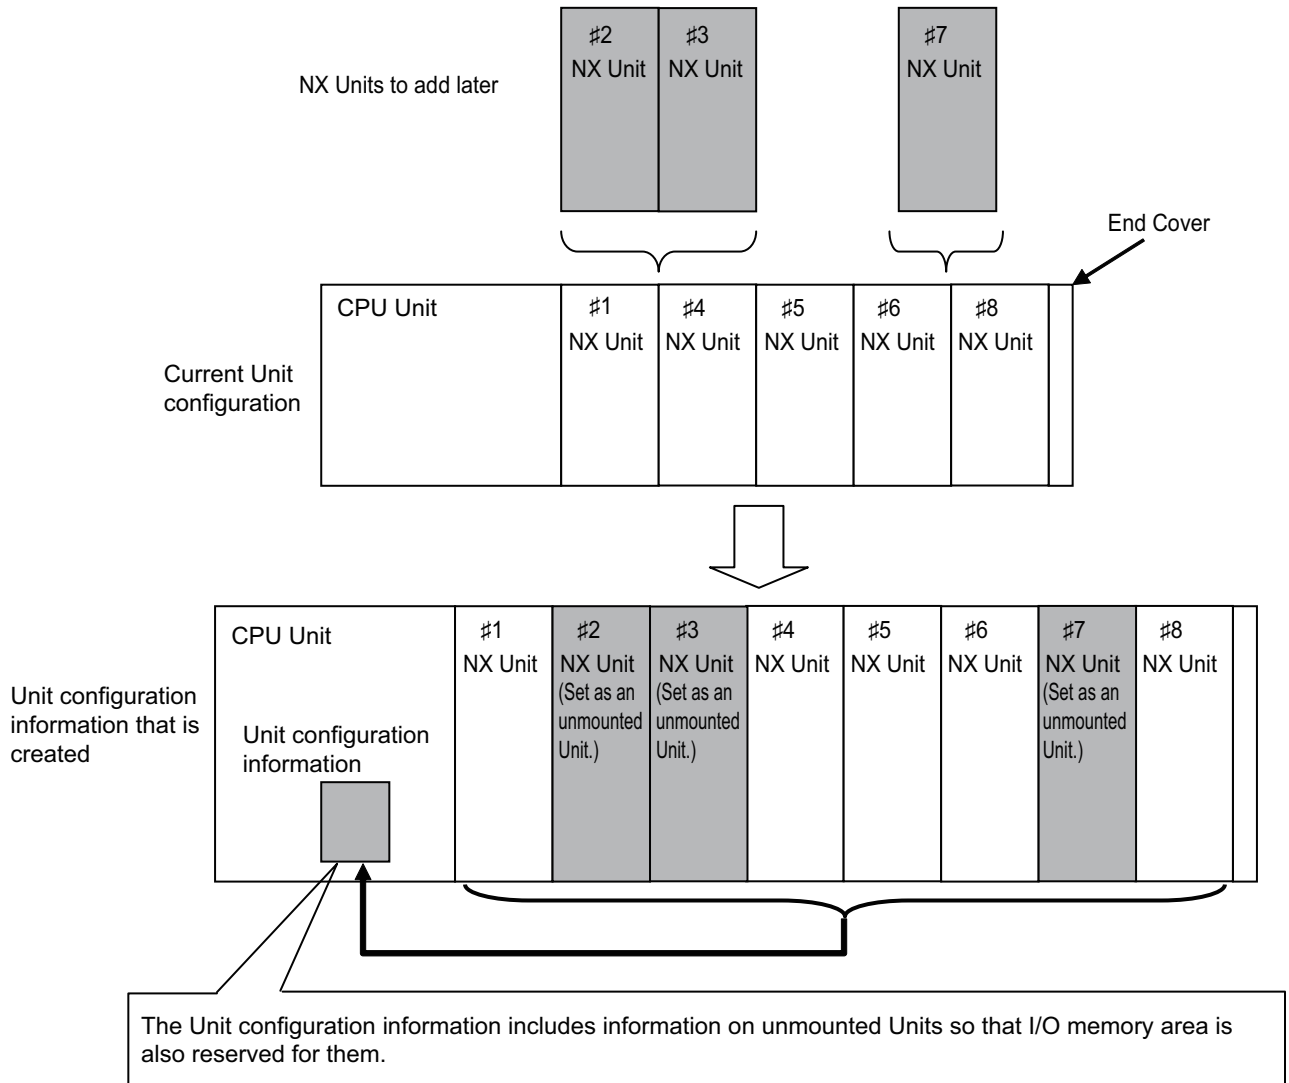 ♯2
NX Unit
♯3
NX Unit
♯7
NX Unit
NX Units to add later
End Cover
CPU Unit
♯1
NX Unit
♯4
NX Unit
♯5
NX Unit
♯6
NX Unit
♯8
NX Unit
Current Unit
configuration
CPU Unit
♯1
NX Unit
♯2
NX Unit
(Set as an
unmounted
Unit.)
♯3
NX Unit
(Set as an
unmounted
Unit.)
♯4
NX Unit
♯5
NX Unit
♯6
NX Unit
♯7
NX Unit
(Set as an
unmounted
Unit.)
♯8
NX Unit
Unit configuration
information that is
created
Unit configuration
information
The Unit configuration information includes information on unmounted Units so that I/O memory area is
also reserved for them.